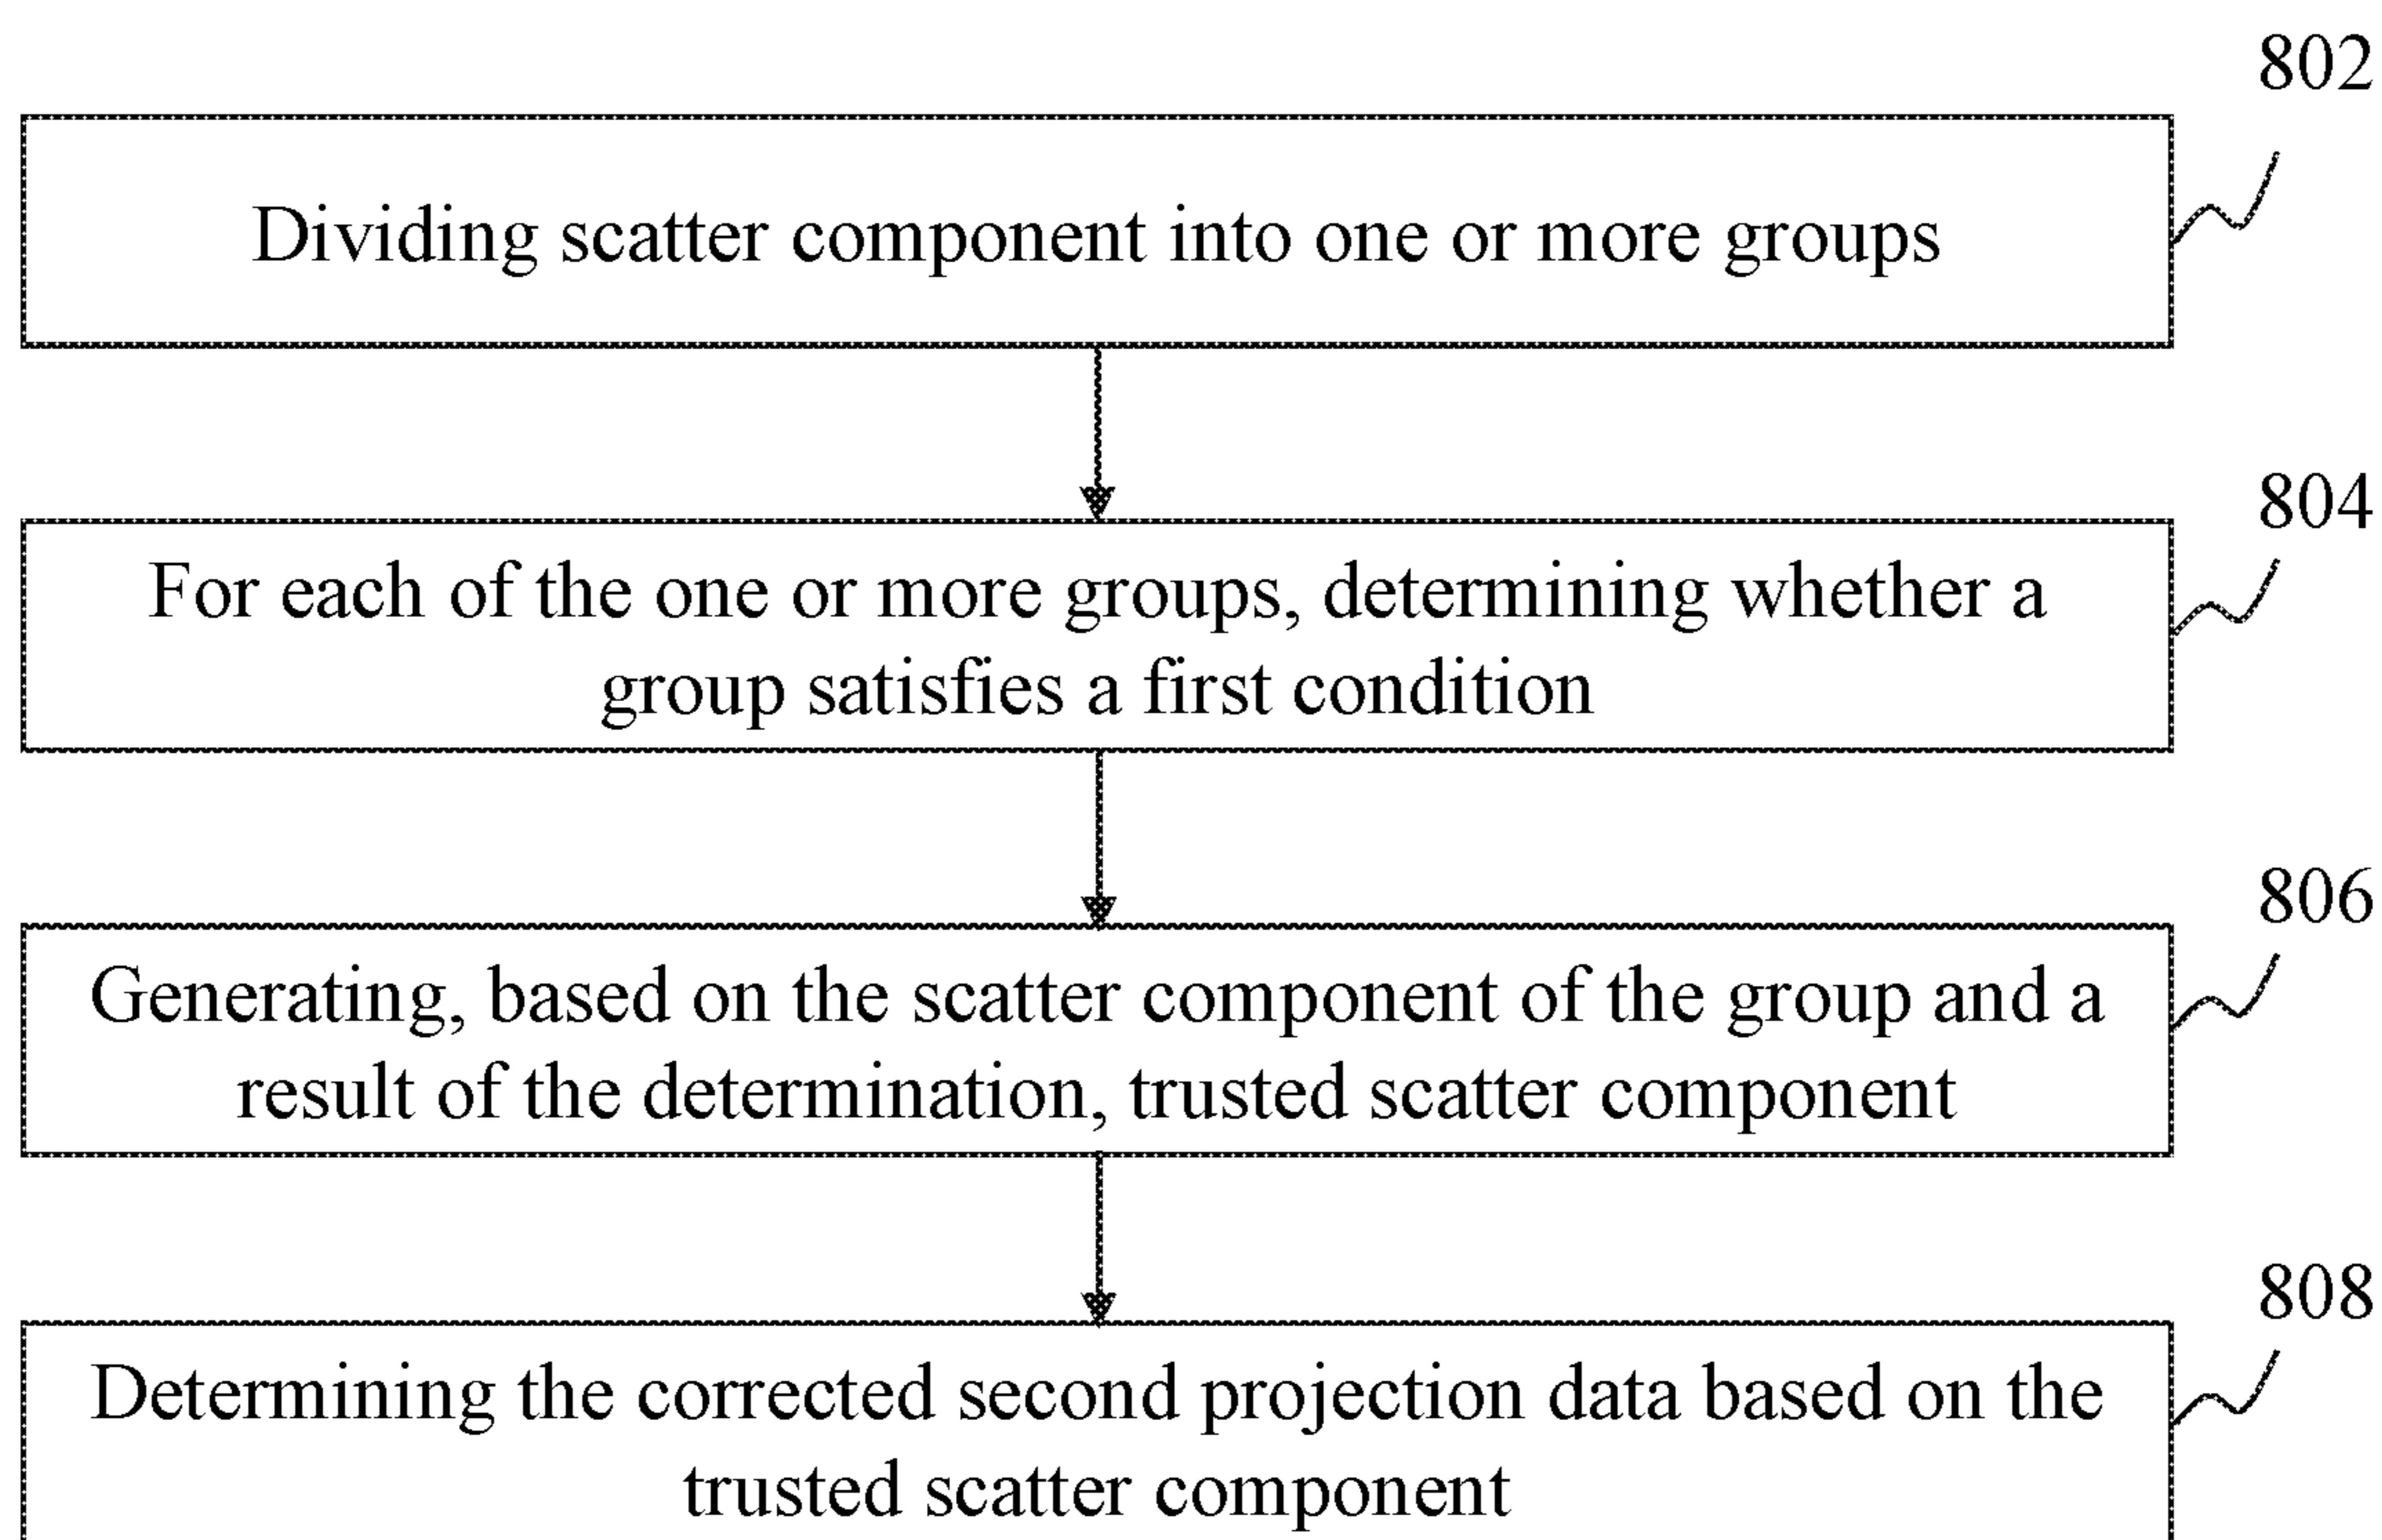 802
Dividing scatter component into one or more groups
804
For each of the one or more groups, determining whether a
group satisfies a first condition
806
Generating, based on the scatter component of the group and a
result of the determination, trusted scatter component
808
Determining the corrected second projection data based on the
trusted scatter component